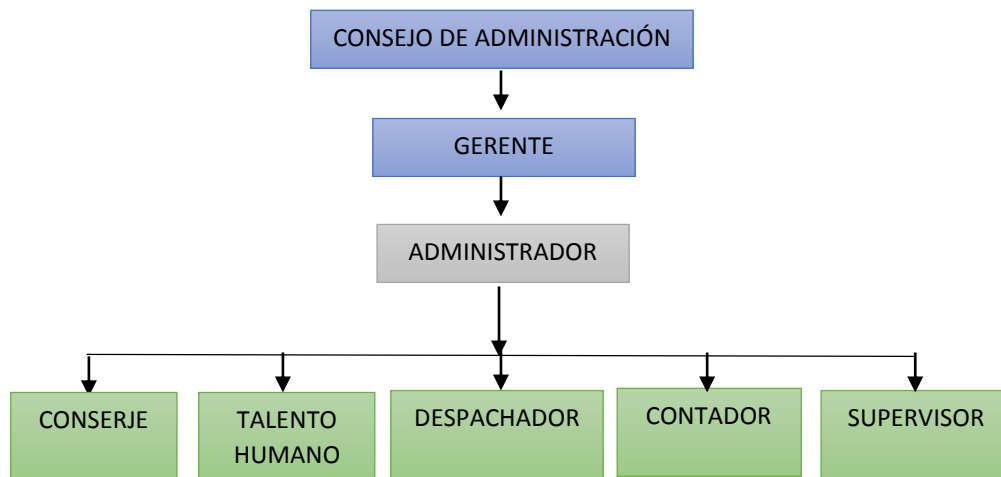 CONSEJO DE ADMINISTRACIÓN
GERENTE
ADMINISTRADOR
CONSERJE
TALENTO
HUMANO
DESPACHADOR
CONTADOR
SUPERVISOR